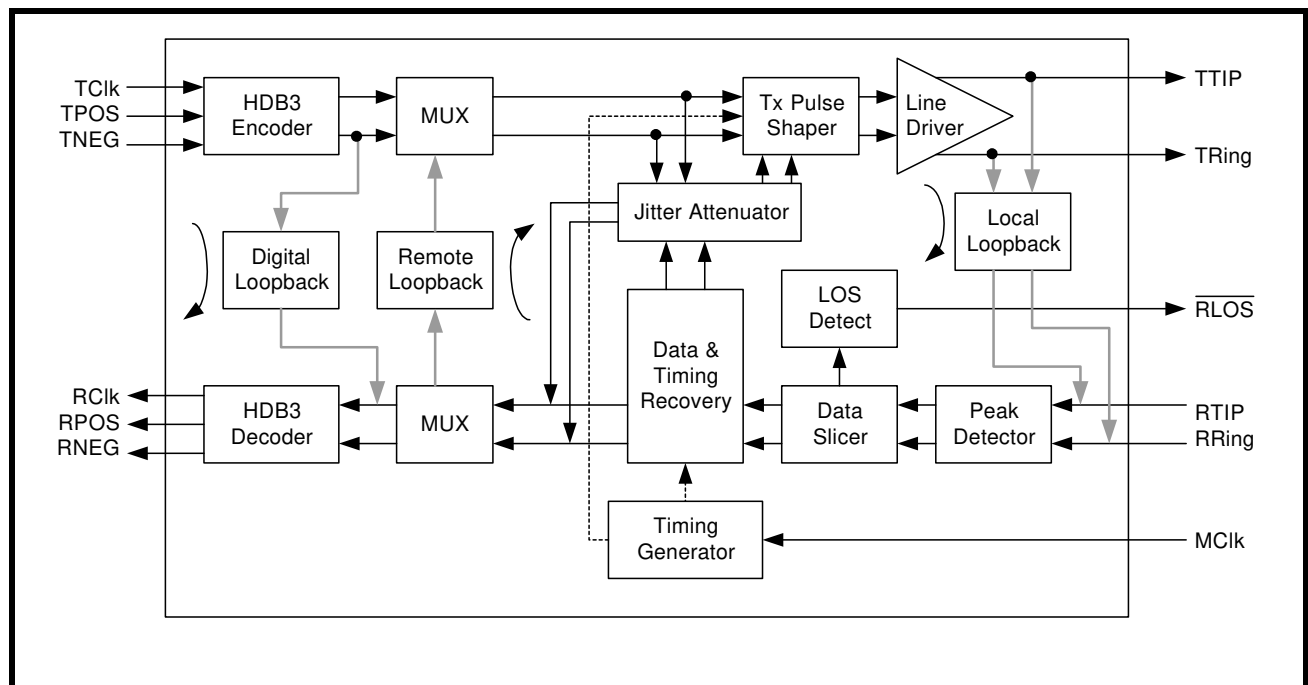 TClk
TPOS
TNEG
HDB3
Encoder
MUX
Tx Pulse
Shaper
Line
Driver
TTIP
TRing
Jitter Attenuator
Digital
Loopback
Remote
Loopback
Local
Loopback
LOS
Detect
RLOS
Data &
Timing
Recovery
RClk
RPOS
RNEG
HDB3
Decoder
MUX
Data
Slicer
Peak
Detector
RTIP
RRing
Timing
Generator
MClk